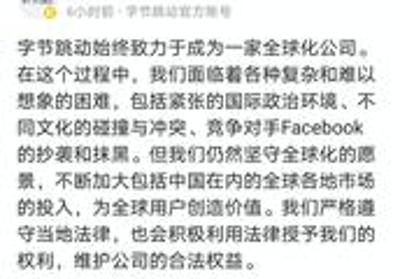 6小时前·字节跳动官方账号
字节跳动始终致力于成为一家全球化公司。
在这个过程中，我们面临着各种复杂和难以
想象的困难，包括紧张的国际政治环境、不
同文化的碰撞与冲突、竞争对手Facebook
的抄袭和抹黑。但我们仍然坚守全球化的愿
景，不断加大包括中国在内的全球各地市场
的投入，为全球用户创造价值。我们严格遵
守当地法律，也会积极利用法律授予我们的
权利，维护公司的合法权益。